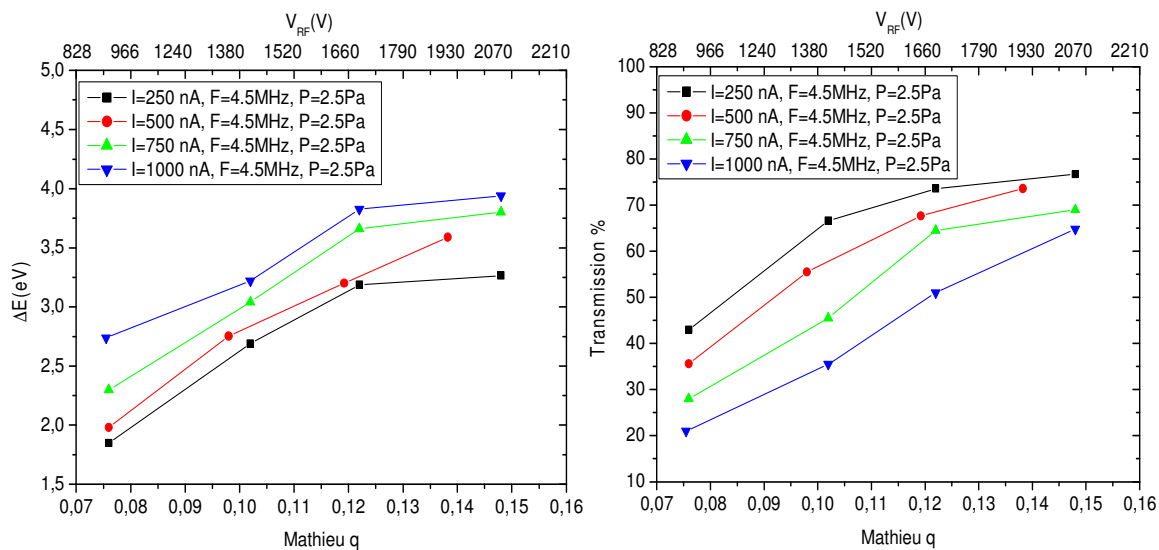 V_RF(V)
828 966 1240 1380 1520 1660 1790 1930 2070 2210
5,0
4,5
4,0
3,5
3,0
2,5
2,0
1,5
ΔE(eV)
I=250 nA, F=4.5MHz, P=2.5Pa
I=500 nA, F=4.5MHz, P=2.5Pa
I=750 nA, F=4.5MHz, P=2.5Pa
I=1000 nA, F=4.5MHz, P=2.5Pa
0,07 0,08 0,09 0,10 0,11 0,12 0,13 0,14 0,15 0,16
Mathieu q
V_RF(V)
828 966 1240 1380 1520 1660 1790 1930 2070 2210
100
90
80
70
60
50
40
30
20
10
Transmission %
I=250 nA, F=4.5MHz, P=2.5Pa
I=500 nA, F=4.5MHz, P=2.5Pa
I=750 nA, F=4.5MHz, P=2.5Pa
I=1000 nA, F=4.5MHz, P=2.5Pa
0,07 0,08 0,09 0,10 0,11 0,12 0,13 0,14 0,15 0,16
Mathieu q